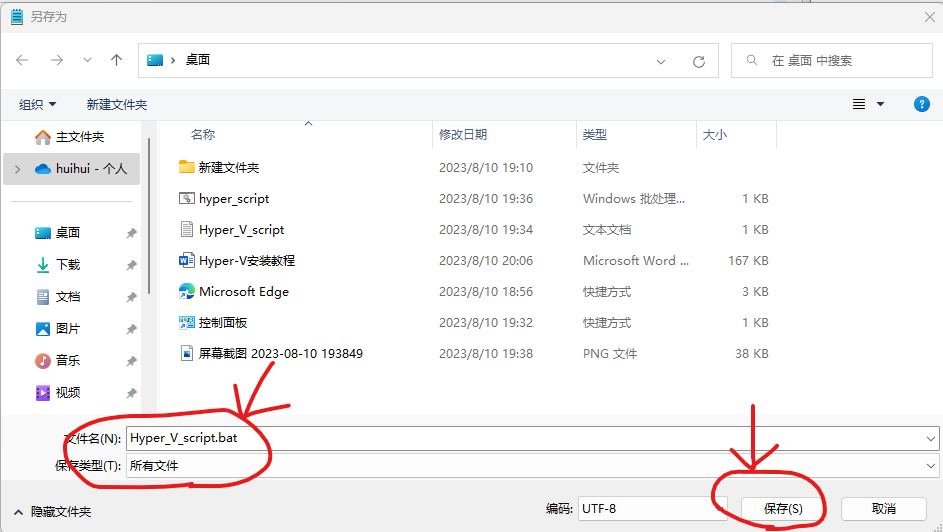 另存为
桌面
在 桌面 中搜索
组织 新建文件夹
名称 修改日期 类型 大小
主文件夹
huihui - 个人
桌面
下载
文档
图片
音乐
视频
新建文件夹 2023/8/10 19:10 文件夹
hyper_script 2023/8/10 19:36 Windows 批处理... 1 KB
Hyper_V_script 2023/8/10 19:34 文本文档 1 KB
Hyper-V安装教程 2023/8/10 20:06 Microsoft Word ... 167 KB
Microsoft Edge 2023/8/10 18:56 快捷方式 3 KB
控制面板 2023/8/10 19:32 快捷方式 1 KB
屏幕截图 2023-08-10 193849 2023/8/10 19:38 PNG 文件 38 KB
文件名(N): Hyper_V_script.bat
保存类型(T): 所有文件
隐藏文件夹 编码: UTF-8 保存(S) 取消